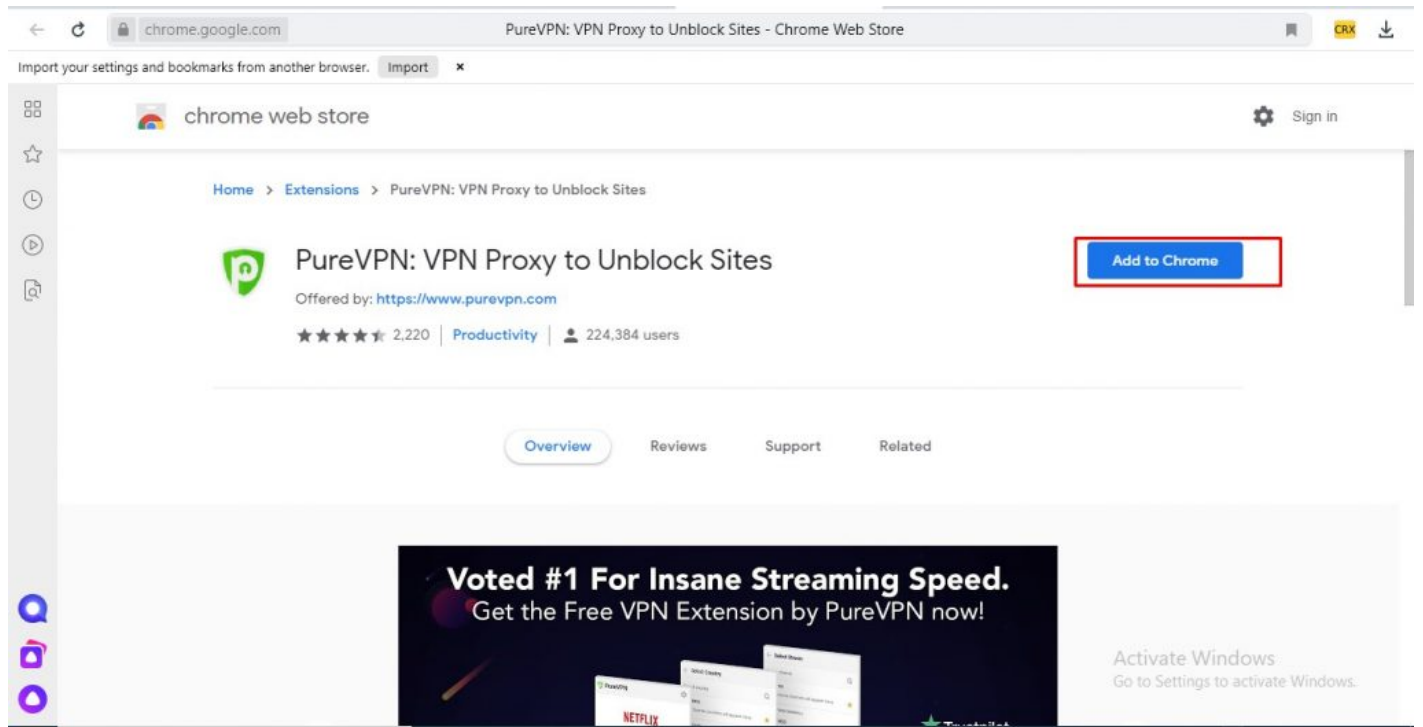 chrome.google.com PureVPN: VPN Proxy to Unblock Sites - Chrome Web Store CRX
Import your settings and bookmarks from another browser. Import ×
chrome web store Sign in
Home > Extensions > PureVPN: VPN Proxy to Unblock Sites
PureVPN: VPN Proxy to Unblock Sites Add to Chrome
Offered by: https://www.purevpn.com
2,220 | Productivity | 224,384 users
Overview Reviews Support Related
Voted #1 For Insane Streaming Speed.
Get the Free VPN Extension by PureVPN now!
Activate Windows
Go to Settings to activate Windows.
PureVPN
NETFLIX